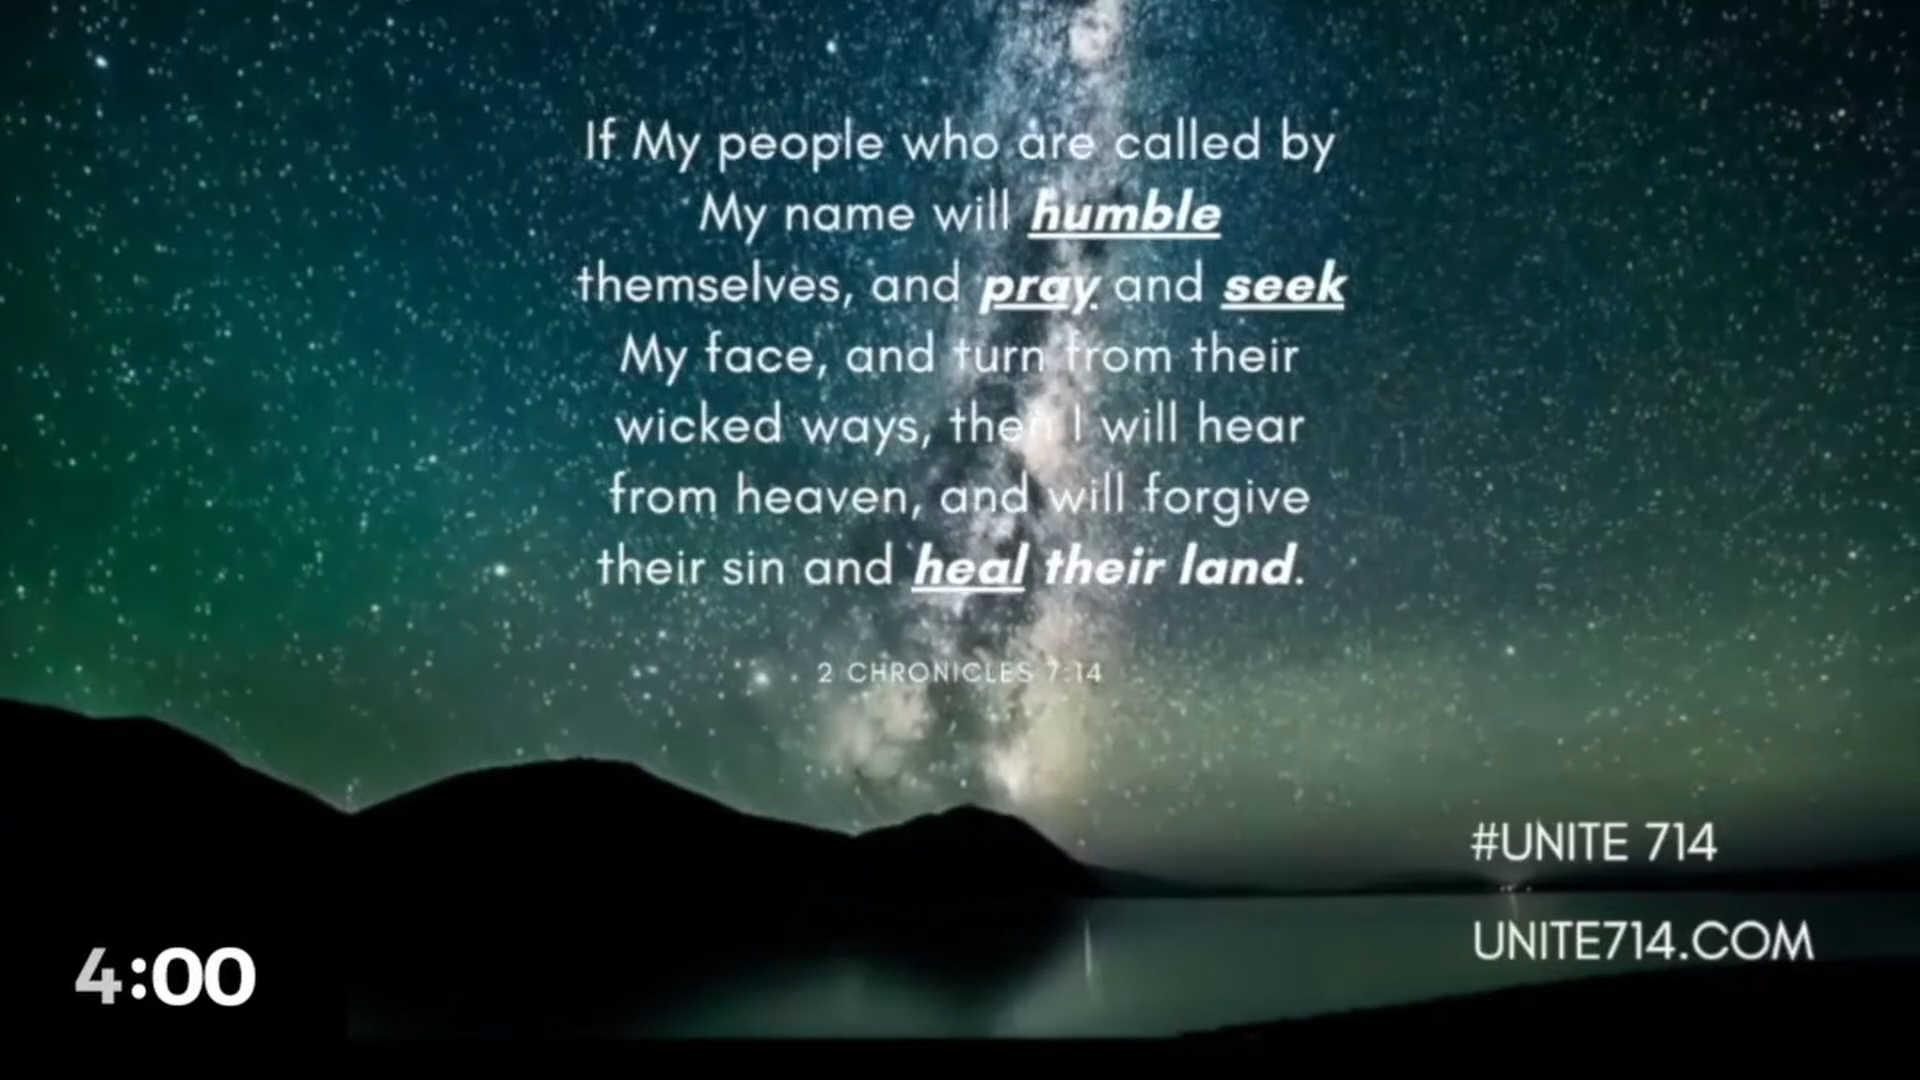 If My people who are called by
My name will humble
themselves, and pray and seek
My face, and turn from their
wicked ways, then I will hear
from heaven, and will forgive
their sin and heal their land.
2 CHRONICLES 7:14
#UNITE 714
UNITE714.COM
4:00